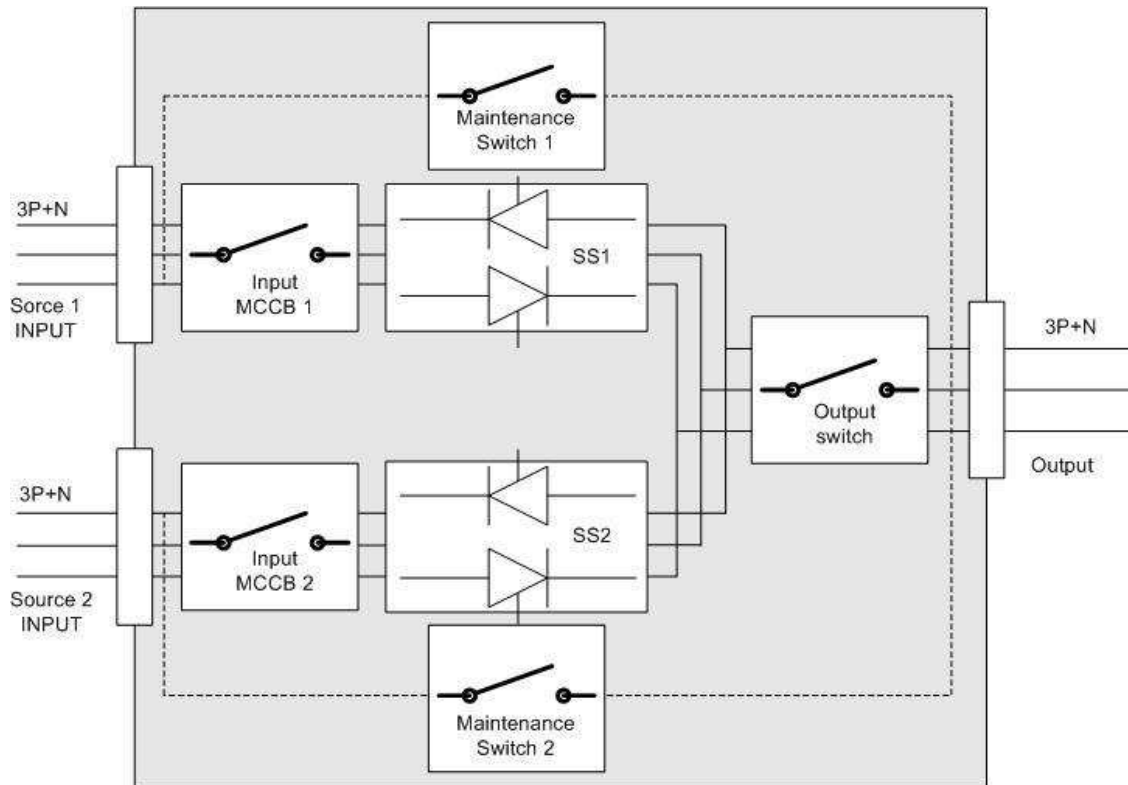 Maintenance
Switch 1
3P+N
Sorce 1
INPUT
Input
MCCB 1
SS1
3P+N
Output
switch
Output
3P+N
Source 2
INPUT
Input
MCCB 2
SS2
Maintenance
Switch 2